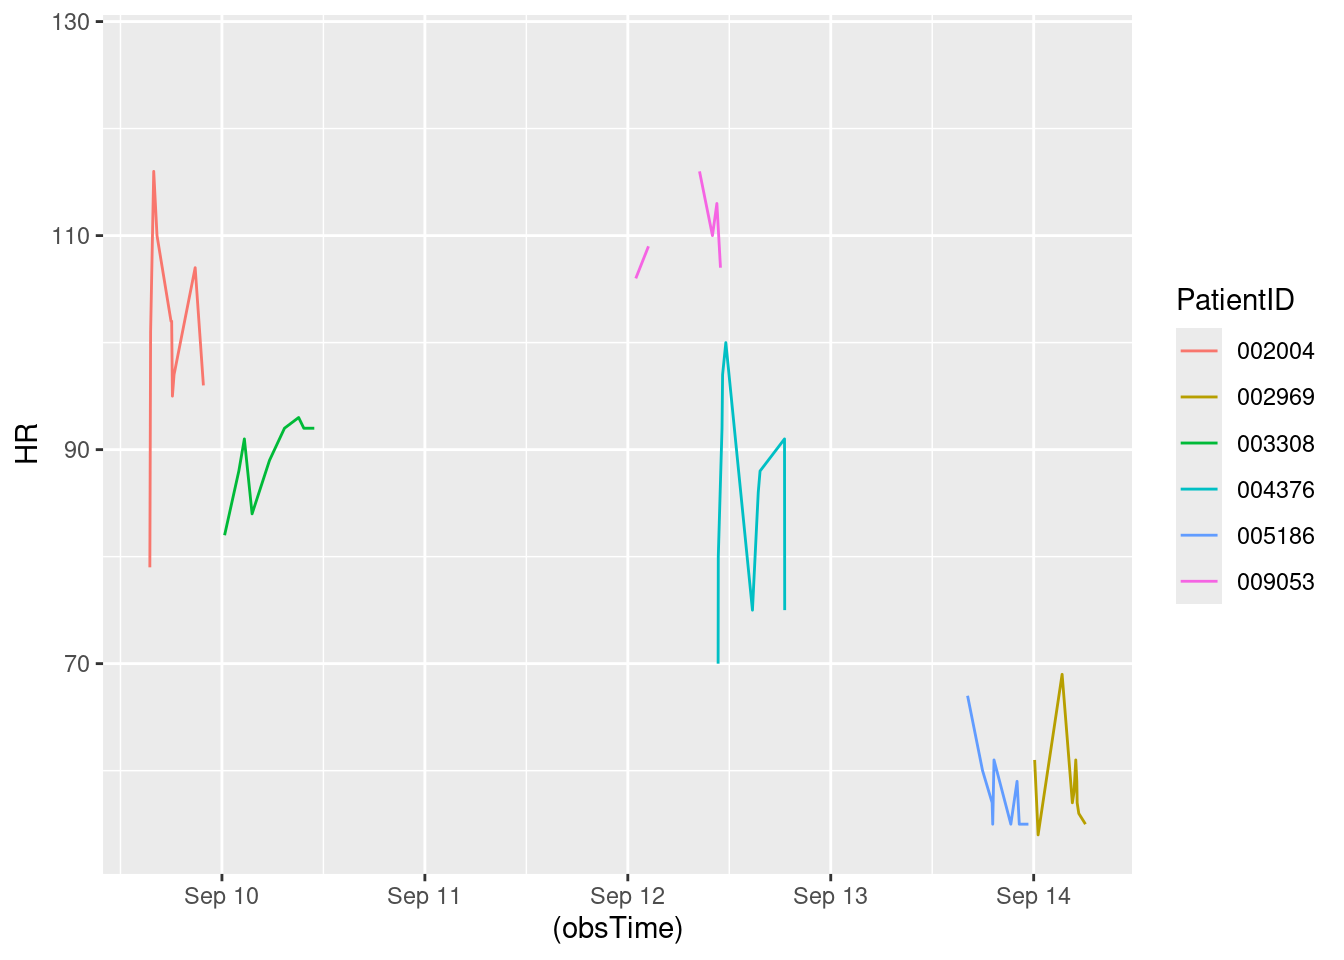 130
110
90
70
HR
Sep 10
Sep 11
Sep 12
Sep 13
Sep 14
(obsTime)
PatientID
002004
002969
003308
004376
005186
009053